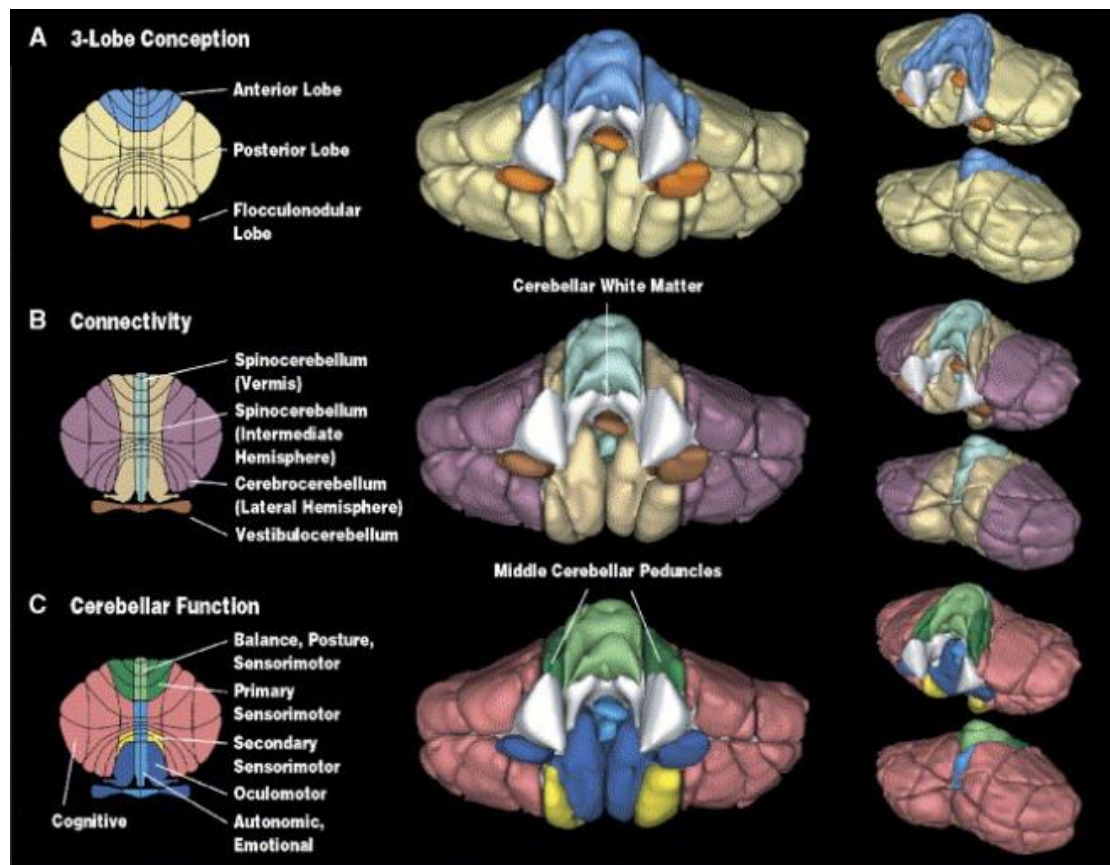 A 3-Lobe Conception
Anterior Lobe
Posterior Lobe
Flocculonodular
Lobe
Cerebellar White Matter
B Connectivity
Spinocerebellum
(Vermis)
Spinocerebellum
(Intermediate
Hemisphere)
Cerebrocerebellum
(Lateral Hemisphere)
Vestibulocerebellum
Middle Cerebellar Peduncles
C Cerebellar Function
Balance, Posture,
Sensorimotor
Primary
Sensorimotor
Secondary
Sensorimotor
Oculomotor
Cognitive
Autonomic,
Emotional